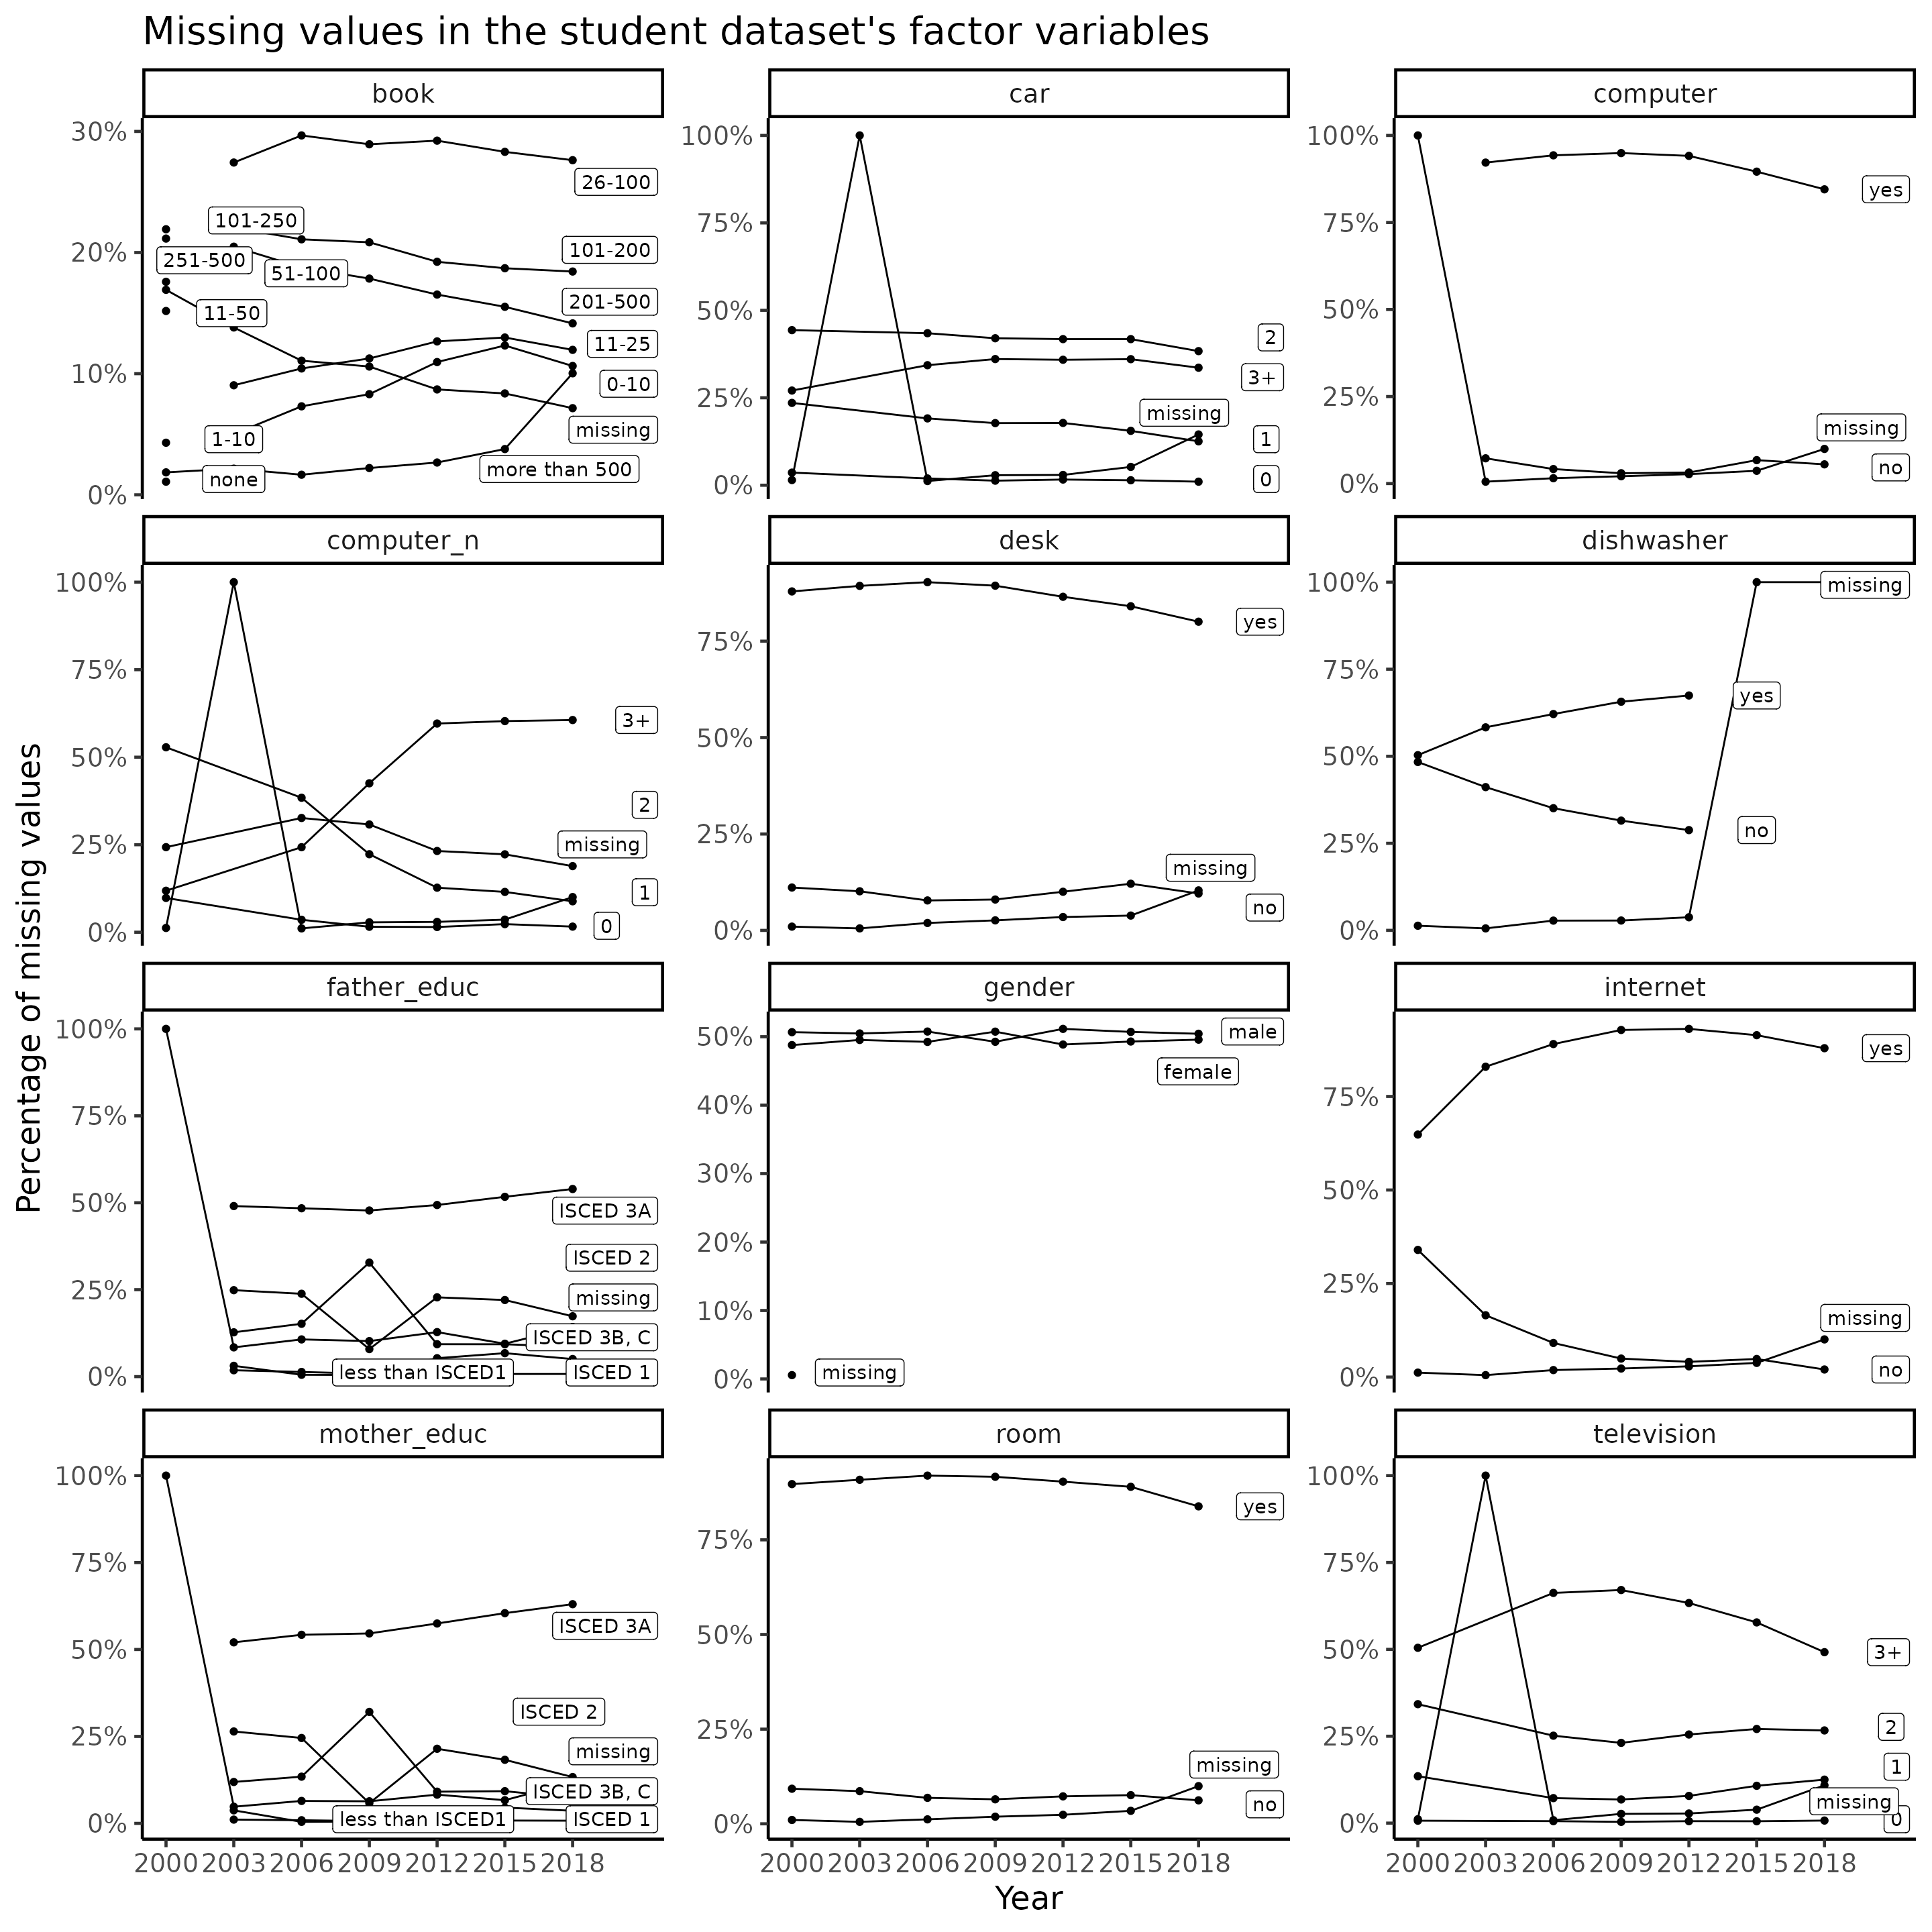 Missing values in the student dataset's factor variables
Percentage of missing values
book
30%
20%
10%
0%
26-100
101-250
101-200
251-500
51-100
201-500
11-50
11-25
0-10
1-10
missing
none
more than 500
car
100%
75%
50%
25%
0%
2
3+
missing
1
0
computer
100%
75%
50%
25%
0%
yes
missing
no
computer_n
100%
75%
50%
25%
0%
3+
2
missing
1
0
desk
75%
50%
25%
0%
yes
missing
no
dishwasher
100%
75%
50%
25%
0%
missing
yes
no
father_educ
100%
75%
50%
25%
0%
ISCED 3A
ISCED 2
missing
ISCED 3B, C
less than ISCED1
ISCED 1
gender
50%
40%
30%
20%
10%
0%
male
female
missing
internet
75%
50%
25%
0%
yes
missing
no
mother_educ
100%
75%
50%
25%
0%
ISCED 3A
ISCED 2
missing
ISCED 3B, C
less than ISCED1
ISCED 1
2000 2003 2006 2009 2012 2015 2018
room
75%
50%
25%
0%
yes
missing
no
2000 2003 2006 2009 2012 2015 2018
television
100%
75%
50%
25%
0%
3+
2
1
missing
0
2000 2003 2006 2009 2012 2015 2018
Year